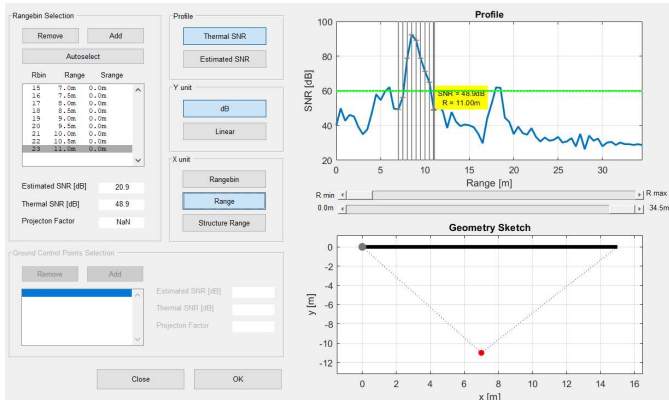 Rangebin Selection
Remove Add
Autoselect
Rbin Range Srange
15 7.0m 0.0m
16 7.5m 0.0m
17 8.0m 0.0m
18 8.5m 0.0m
19 9.0m 0.0m
20 9.5m 0.0m
21 10.0m 0.0m
22 10.5m 0.0m
23 11.0m 0.0m
Estimated SNR [dB] 20.9
Thermal SNR [dB] 48.9
Projecton Factor NaN
Profile
Thermal SNR
Estimated SNR
Y unit
dB
Linear
X unit
Rangebin
Range
Structure Range
Ground Control Points Selection
Remove Add
Estimated SNR [dB]
Thermal SNR [dB]
Projecton Factor
Close OK
Profile
SNR [dB]
100
80
60
40
20
SNR = 48.9dB
R = 11.00m
0 5 10 15 20 25 30
Range [m]
R min R max
0.0m 34.5m
Geometry Sketch
y [m]
0
-2
-4
-6
-8
-10
-12
0 2 4 6 8 10 12 14 16
x [m]